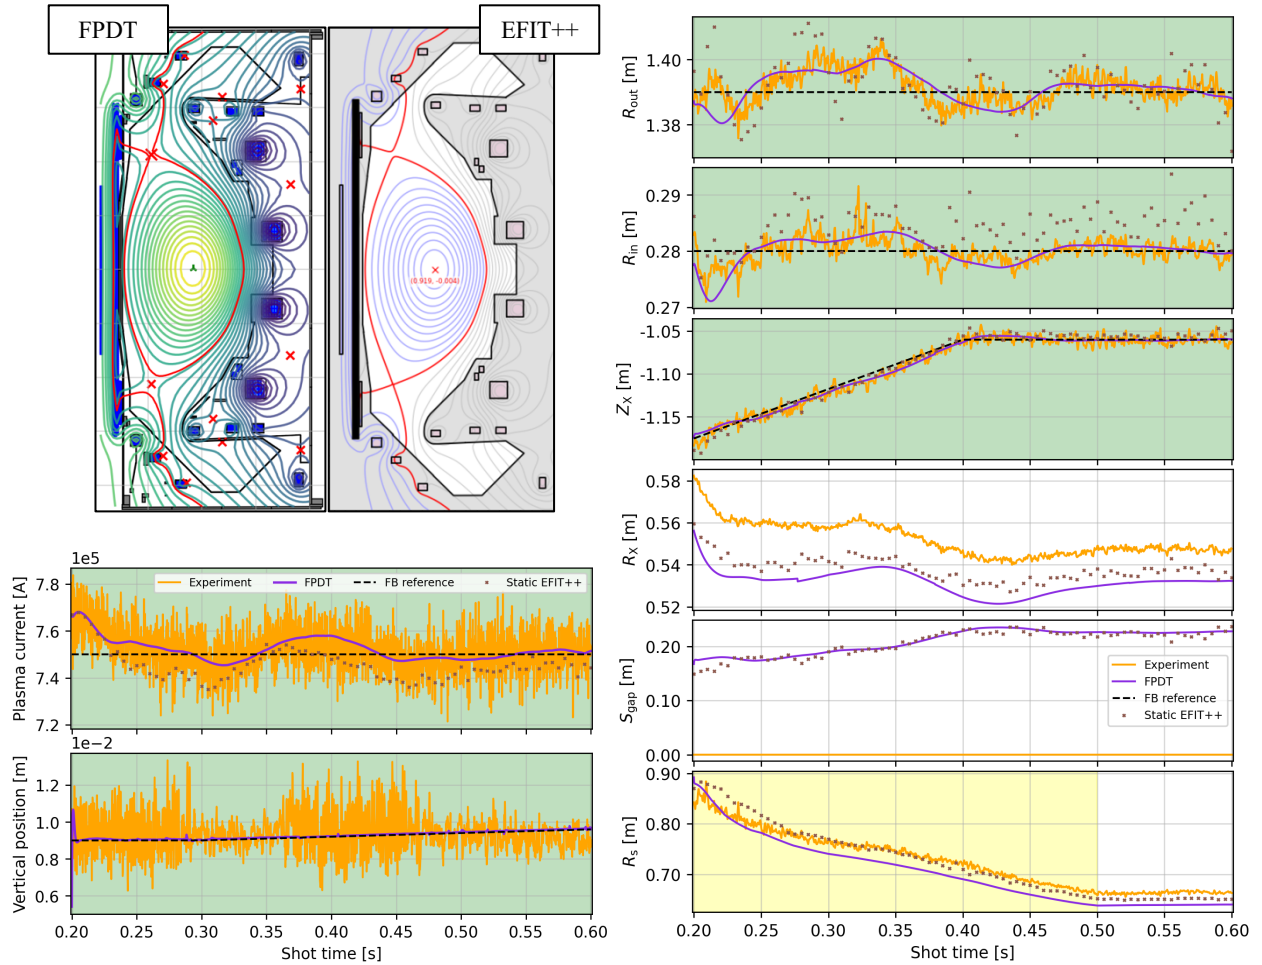 FPDT
EFIT++
(0.919, -0.004)
1e5
Plasma current [A]
7.8
7.6
7.4
7.2
Experiment
FPDT
FB reference
Static EFIT++
1e−2
Vertical position [m]
1.2
1.0
0.8
0.6
0.20 0.25 0.30 0.35 0.40 0.45 0.50 0.55 0.60
Shot time [s]
Rout [m]
1.40
1.38
Rin [m]
0.29
0.28
0.27
ZX [m]
-1.05
-1.10
-1.15
RX [m]
0.58
0.56
0.54
0.52
Sgap [m]
0.20
0.10
0.00
Experiment
FPDT
FB reference
Static EFIT++
Rs [m]
0.90
0.80
0.70
0.20 0.25 0.30 0.35 0.40 0.45 0.50 0.55 0.60
Shot time [s]